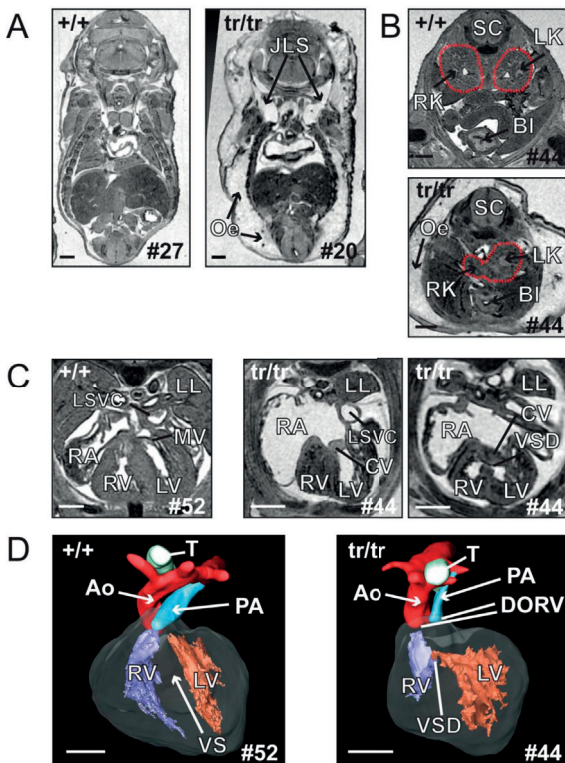 A
+/+
#27
tr/tr
JLS
Oe
#20
B
+/+
SC
LK
RK
BI
#44
tr/tr
Oe
SC
LK
RK
BI
#44
C
+/+
LL
LSVC
MV
RA
RV
LV
#52
tr/tr
LL
RA
LSVC
CV
RV
LV
#44
tr/tr
LL
CV
RA
VSD
RV
LV
#44
D
+/+
T
Ao
PA
RV
LV
VS
#52
tr/tr
T
Ao
PA
DORV
RV
LV
VSD
#44